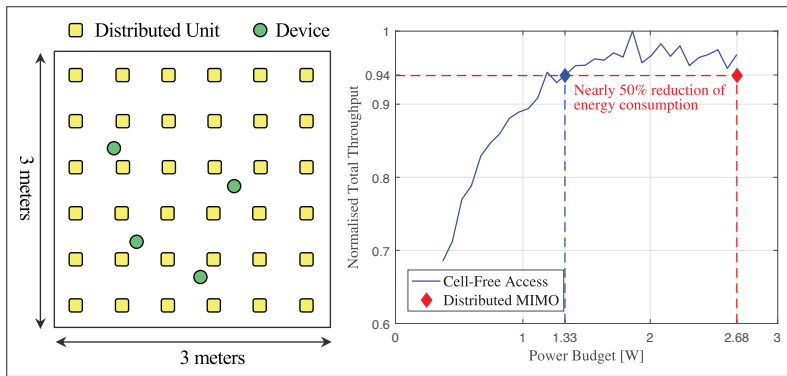 Distributed Unit
Device
3 meters
3 meters
Normalised Total Throughput
1
0.94
0.9
0.8
0.7
0.6
0
1
1.33
2
2.68
3
Power Budget [W]
Nearly 50% reduction of
energy consumption
Cell-Free Access
Distributed MIMO